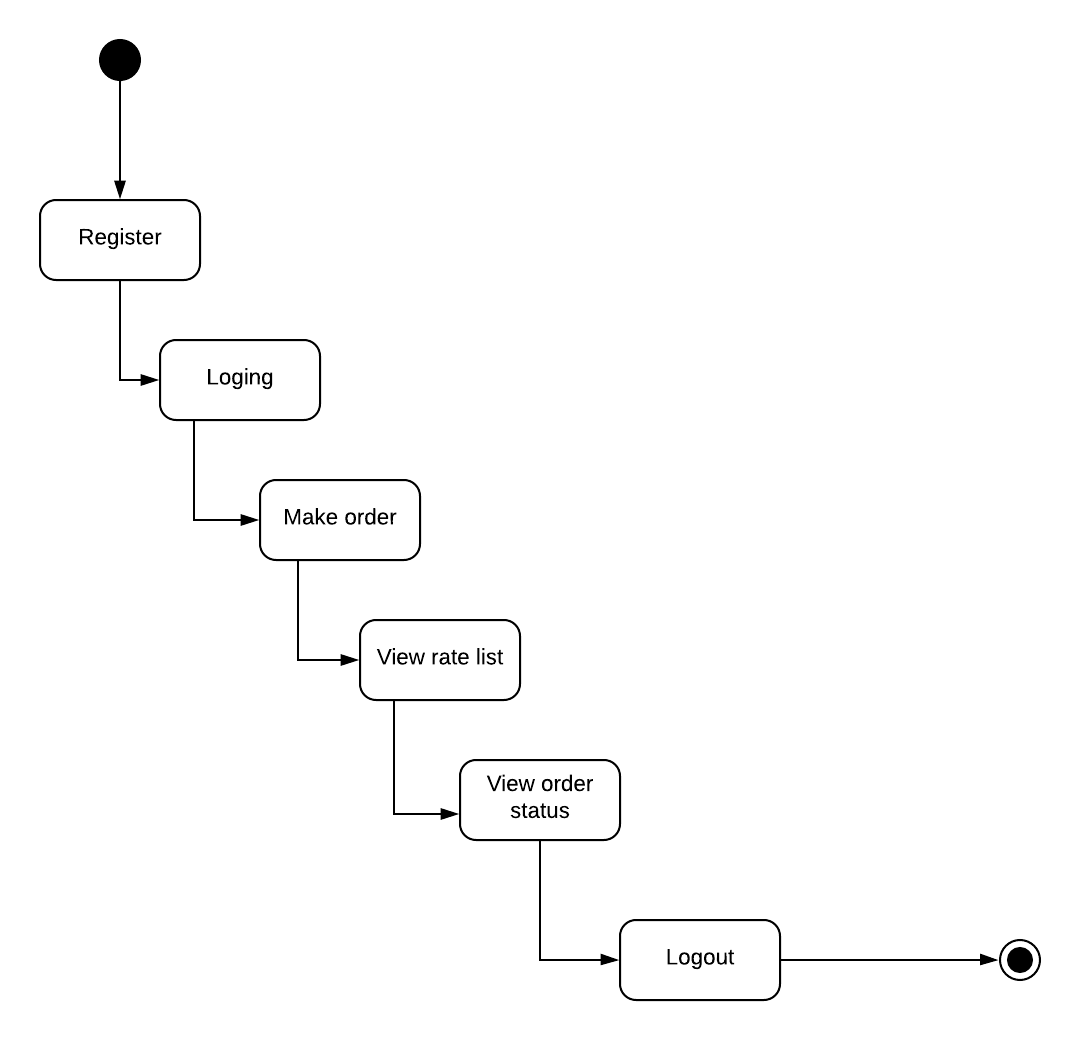 Register
Loging
Make order
View rate list
View order
status
Logout